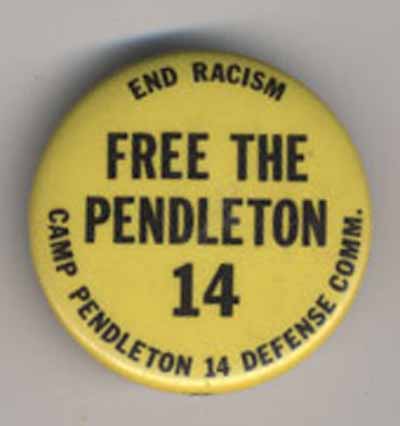 END RACISM
FREE THE
PENDLETON
14
CAMP PENDLETON 14 DEFENSE COMM.